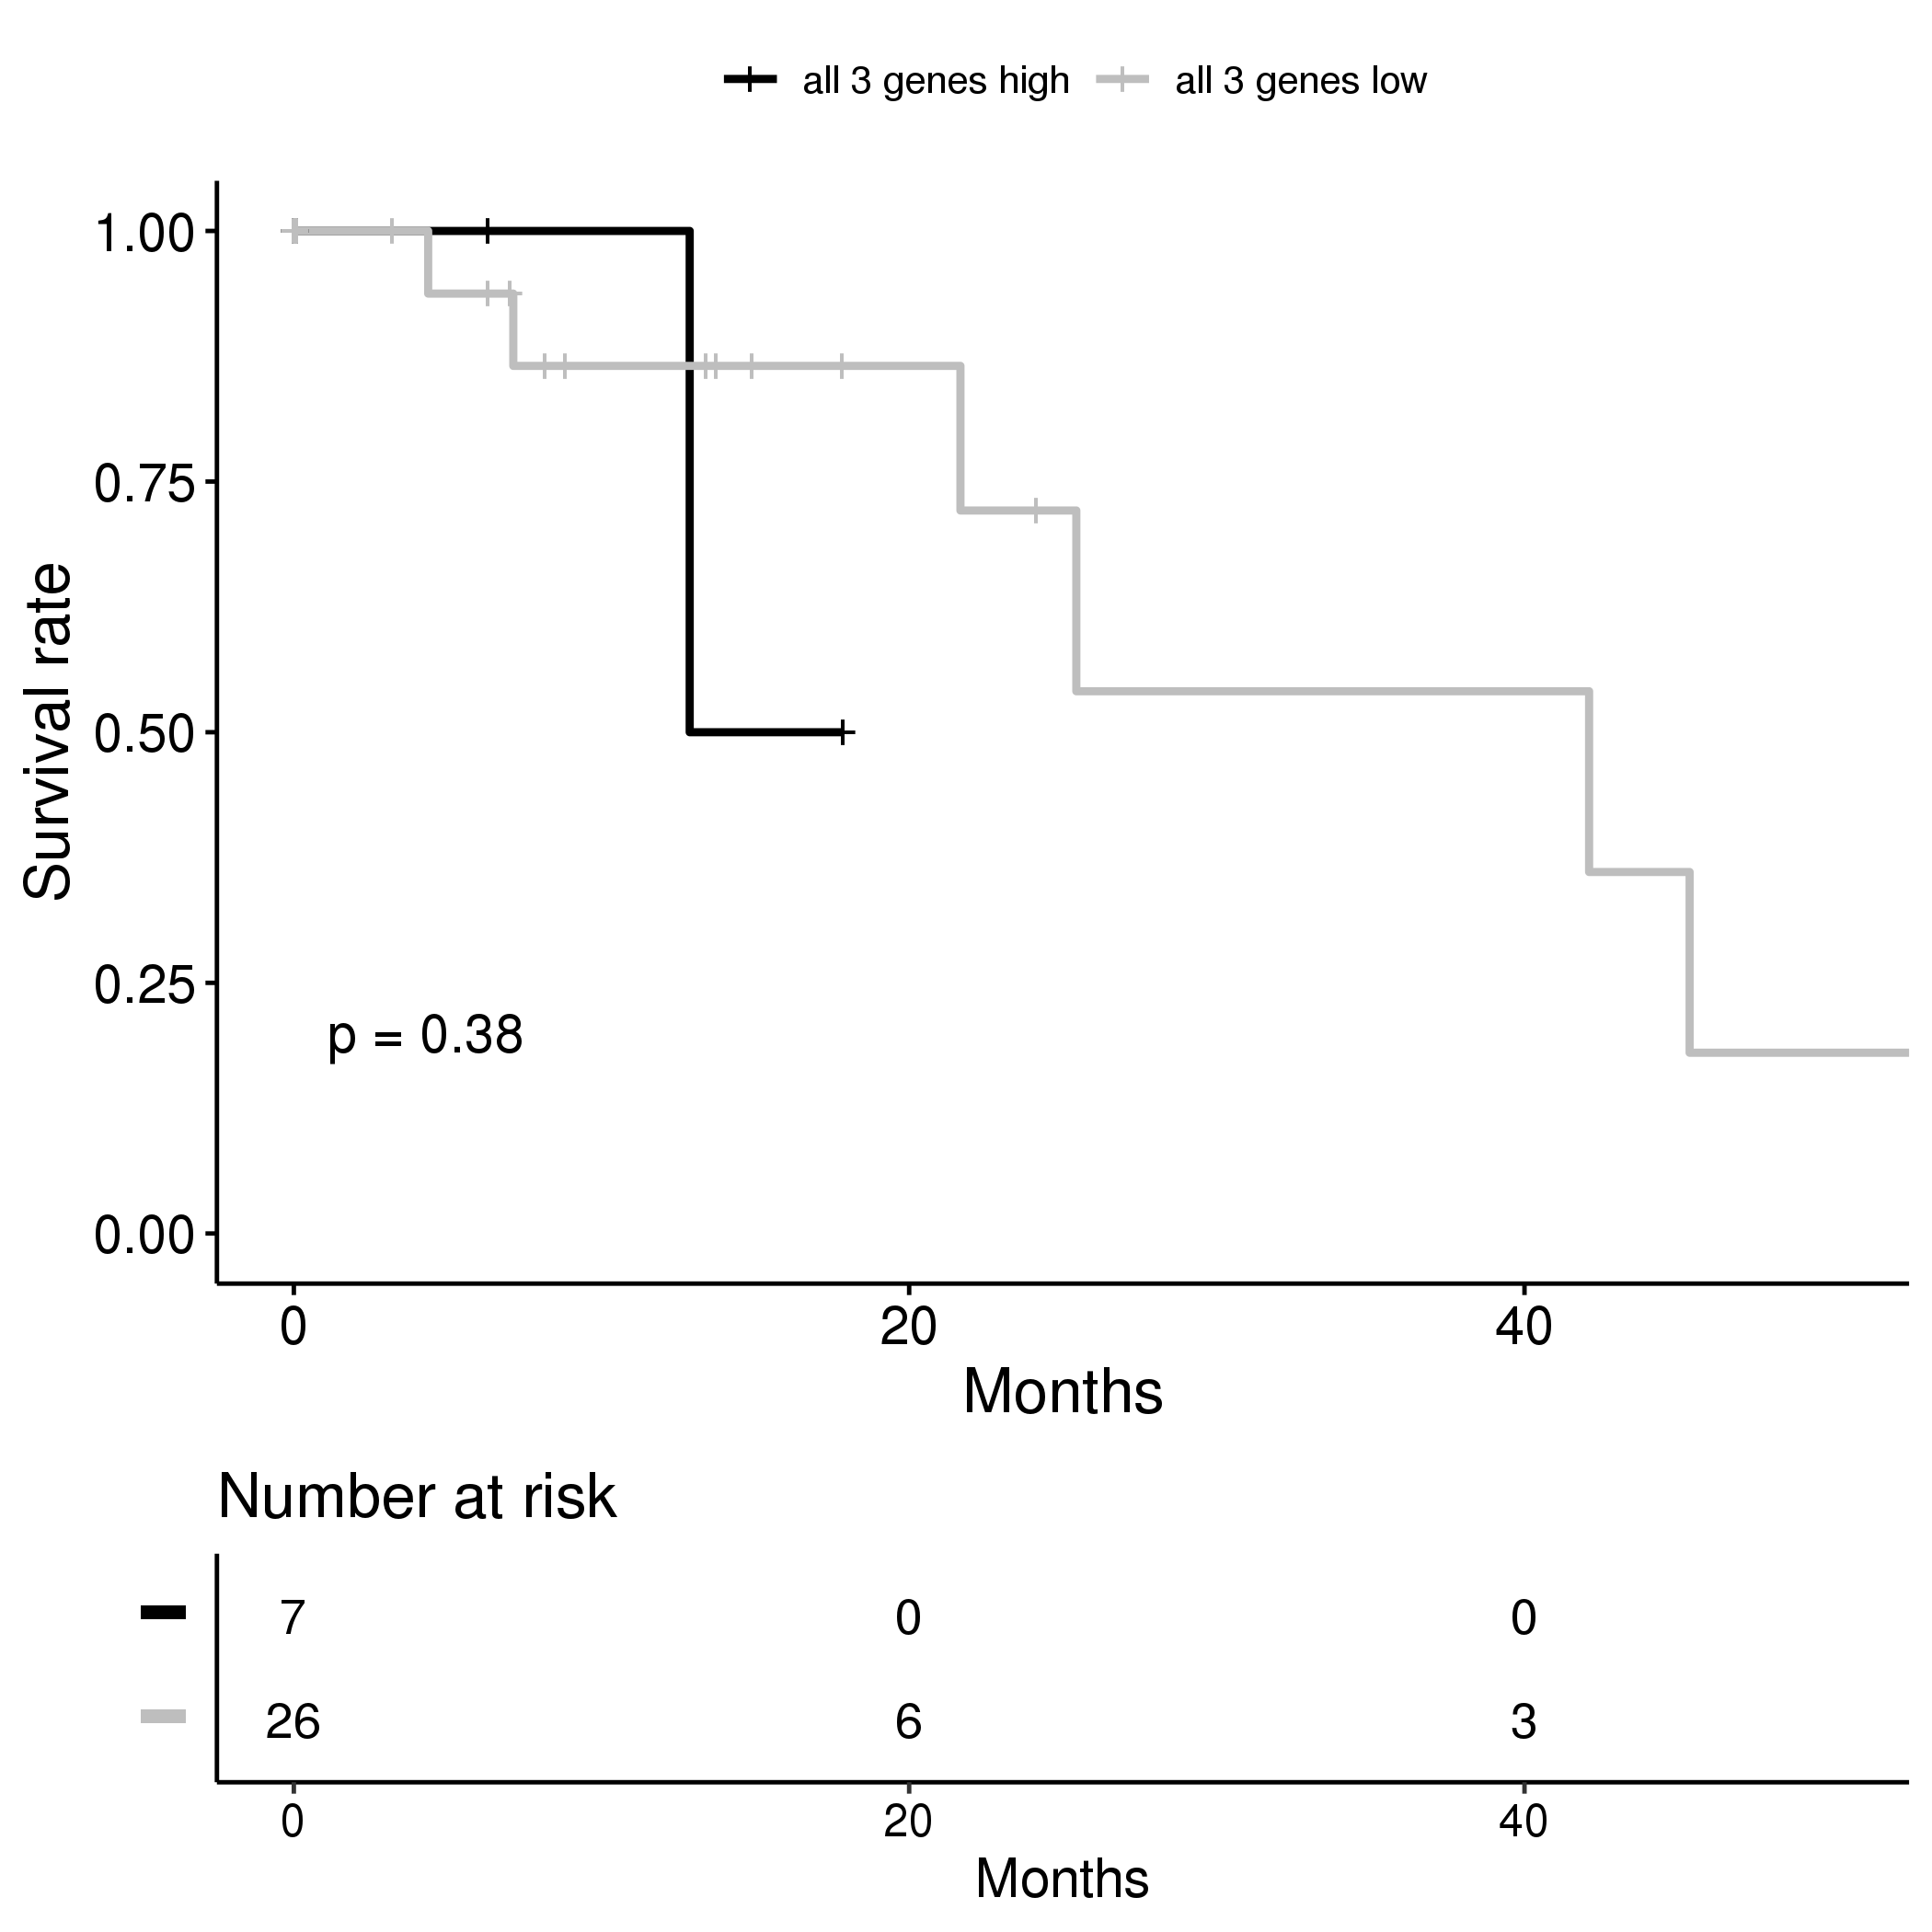 all 3 genes high all 3 genes low
Survival rate
1.00
0.75
0.50
0.25
0.00
p = 0.38
0 20 40
Months
Number at risk
7 0 0
26 6 3
0 20 40
Months